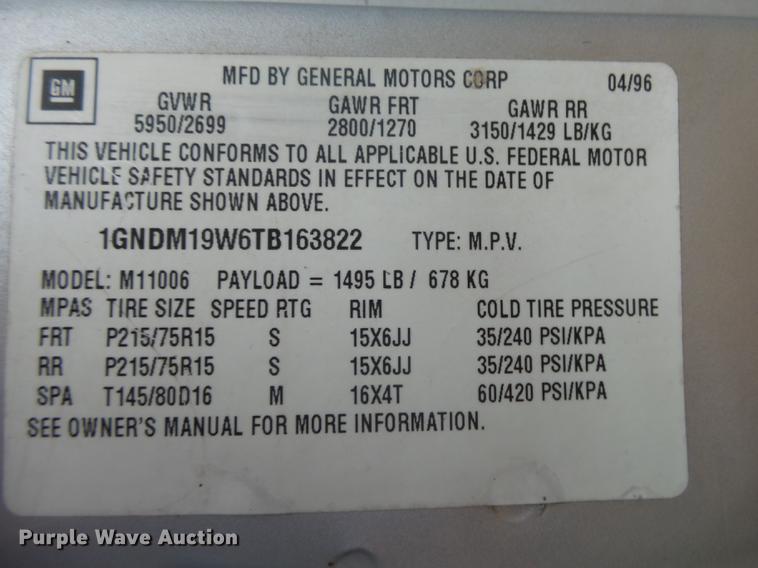 GM
MFD BY GENERAL MOTORS CORP 04/96
GVWR GAWR FRT GAWR RR
5950/2699 2800/1270 3150/1429 LB/KG
THIS VEHICLE CONFORMS TO ALL APPLICABLE U.S. FEDERAL MOTOR
VEHICLE SAFETY STANDARDS IN EFFECT ON THE DATE OF
MANUFACTURE SHOWN ABOVE.
1GNDM19W6TB163822 TYPE: M.P.V.
MODEL: M11006 PAYLOAD = 1495 LB / 678 KG
MPAS TIRE SIZE SPEED RTG RIM COLD TIRE PRESSURE
FRT P215/75R15 S 15X6JJ 35/240 PSI/KPA
RR P215/75R15 S 15X6JJ 35/240 PSI/KPA
SPA T145/80D16 M 16X4T 60/420 PSI/KPA
SEE OWNER'S MANUAL FOR MORE INFORMATION.
Purple Wave Auction